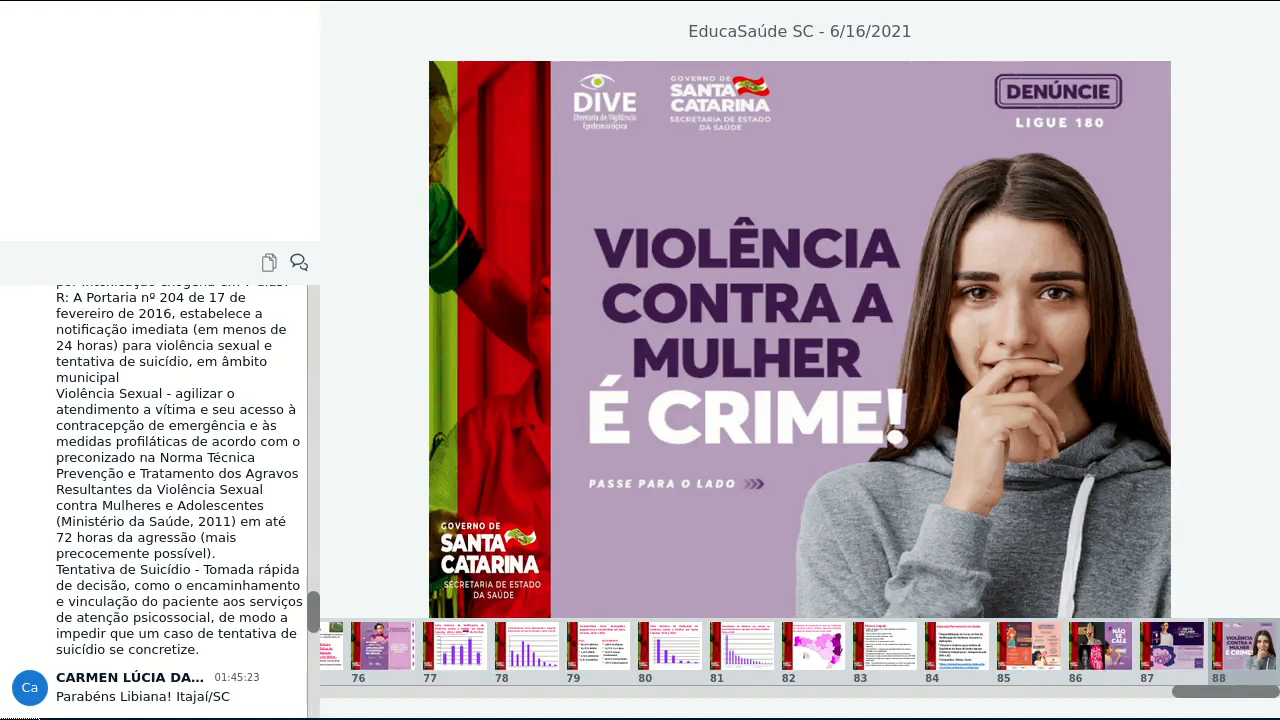 EducaSaúde SC - 6/16/2021
DIVE
Diretoria de Vigilância
Epidemiológica
GOVERNO DE
SANTA
CATARINA
SECRETARIA DE ESTADO
DA SAÚDE
DENÚNCIE
LIGUE 180
VIOLÊNCIA
CONTRA A
MULHER
É CRIME!
PASSE PARA O LADO
GOVERNO DE
SANTA
CATARINA
SECRETARIA DE ESTADO
DA SAÚDE
R: A Portaria nº 204 de 17 de
fevereiro de 2016, estabelece a
notificação imediata (em menos de
24 horas) para violência sexual e
tentativa de suicídio, em âmbito
municipal
Violência Sexual - agilizar o
atendimento a vítima e seu acesso à
contracepção de emergência e às
medidas profiláticas de acordo com o
preconizado na Norma Técnica
Prevenção e Tratamento dos Agravos
Resultantes da Violência Sexual
contra Mulheres e Adolescentes
(Ministério da Saúde, 2011) em até
72 horas da agressão (mais
precocemente possível).
Tentativa de Suicídio - Tomada rápida
de decisão, como o encaminhamento
e vinculação do paciente aos serviços
de atenção psicossocial, de modo a
impedir que um caso de tentativa de
suicídio se concretize
Ca
CARMEN LÚCIA DA...
Parabéns Libiana! Itajaí/SC
76 77 78 79 80 81 82 83 84 85 86 87 88